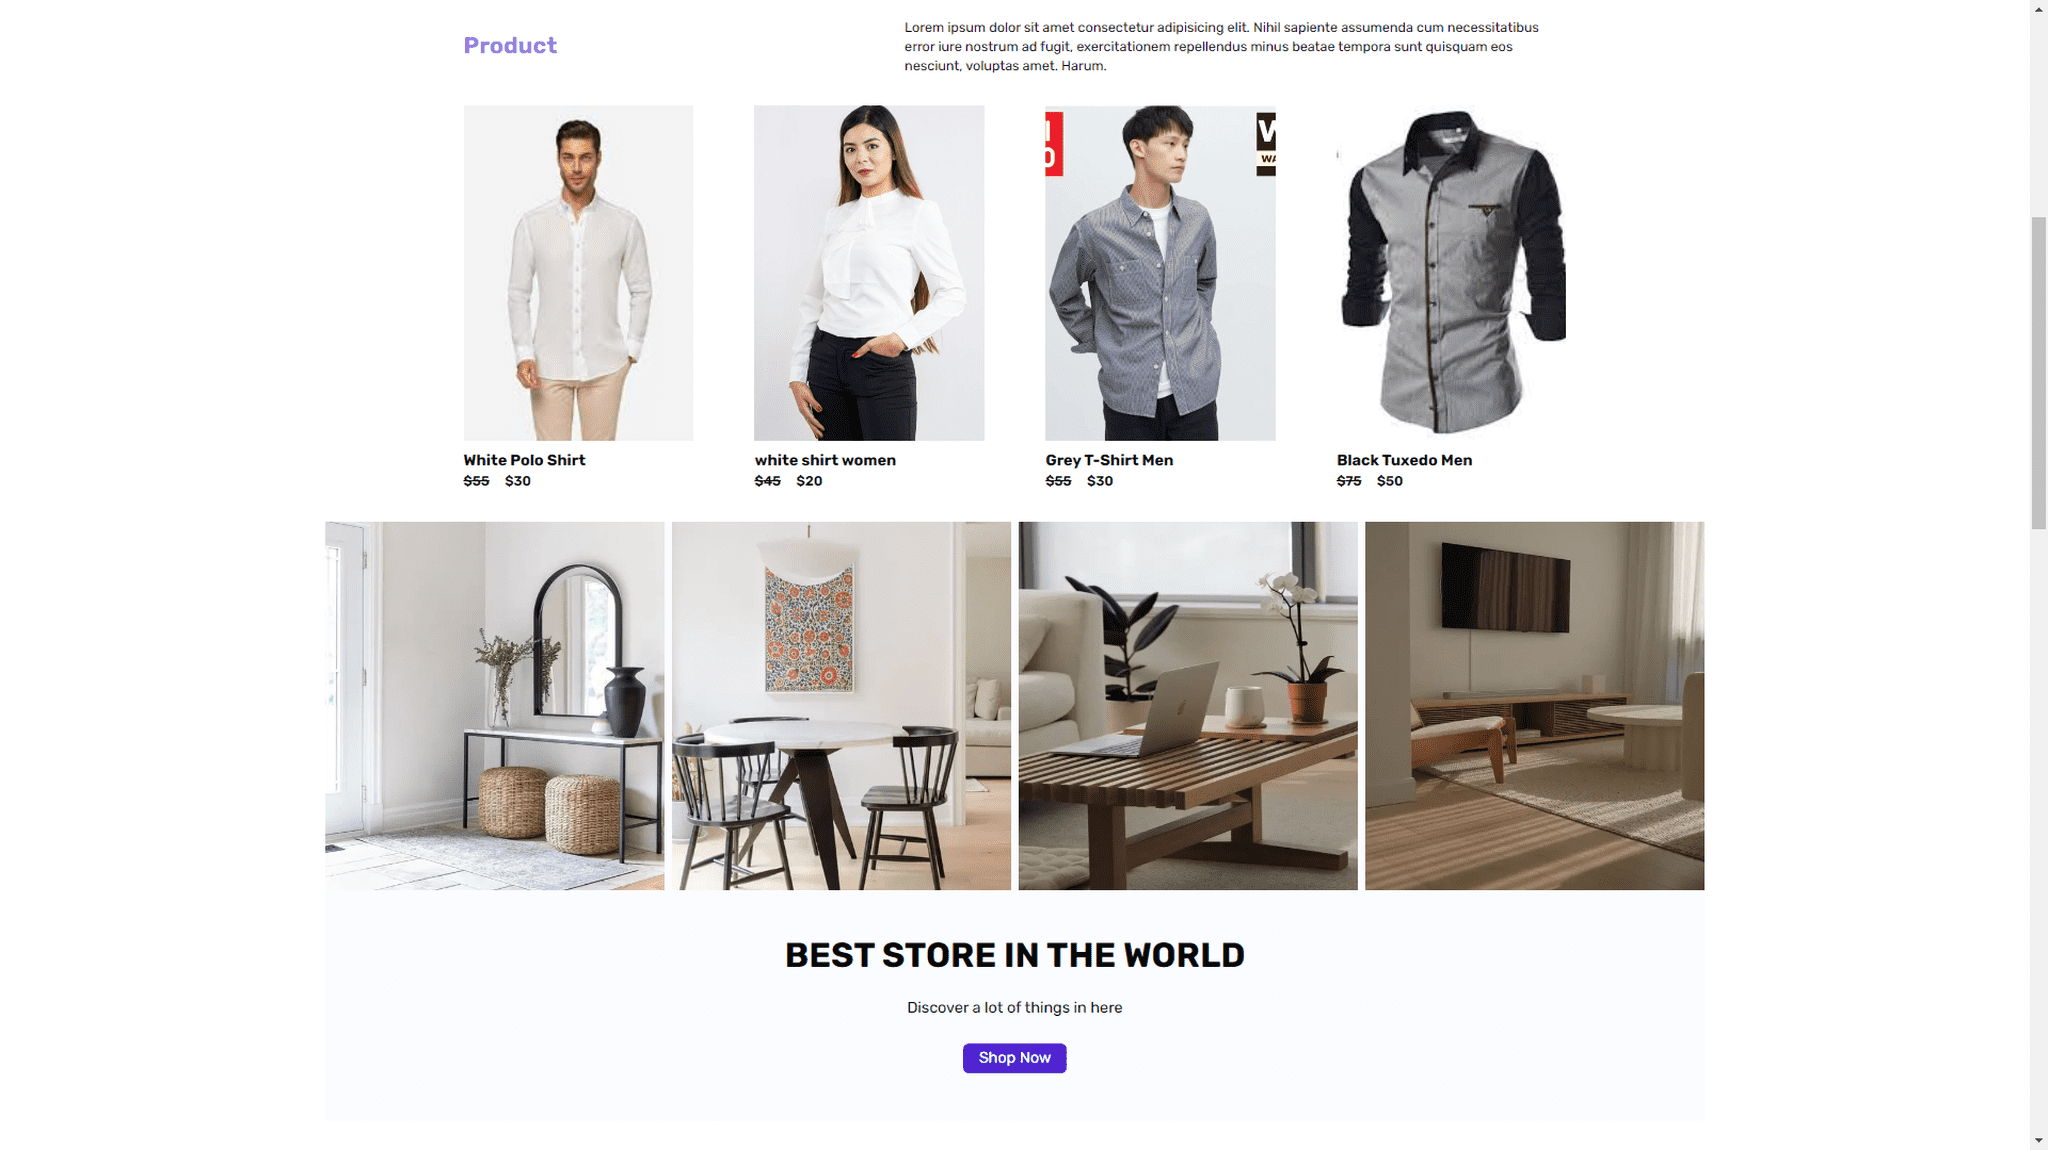 Product
Lorem ipsum dolor sit amet consectetur adipisicing elit. Nihil sapiente assumenda cum necessitatibus
error iure nostrum ad fugit, exercitationem repellendus minus beatae tempora sunt quisquam eos
nesciunt, voluptas amet. Harum.
White Polo Shirt
$55 $30
white shirt women
$45 $20
Grey T-Shirt Men
$55 $30
Black Tuxedo Men
$75 $50
BEST STORE IN THE WORLD
Discover a lot of things in here
Shop Now